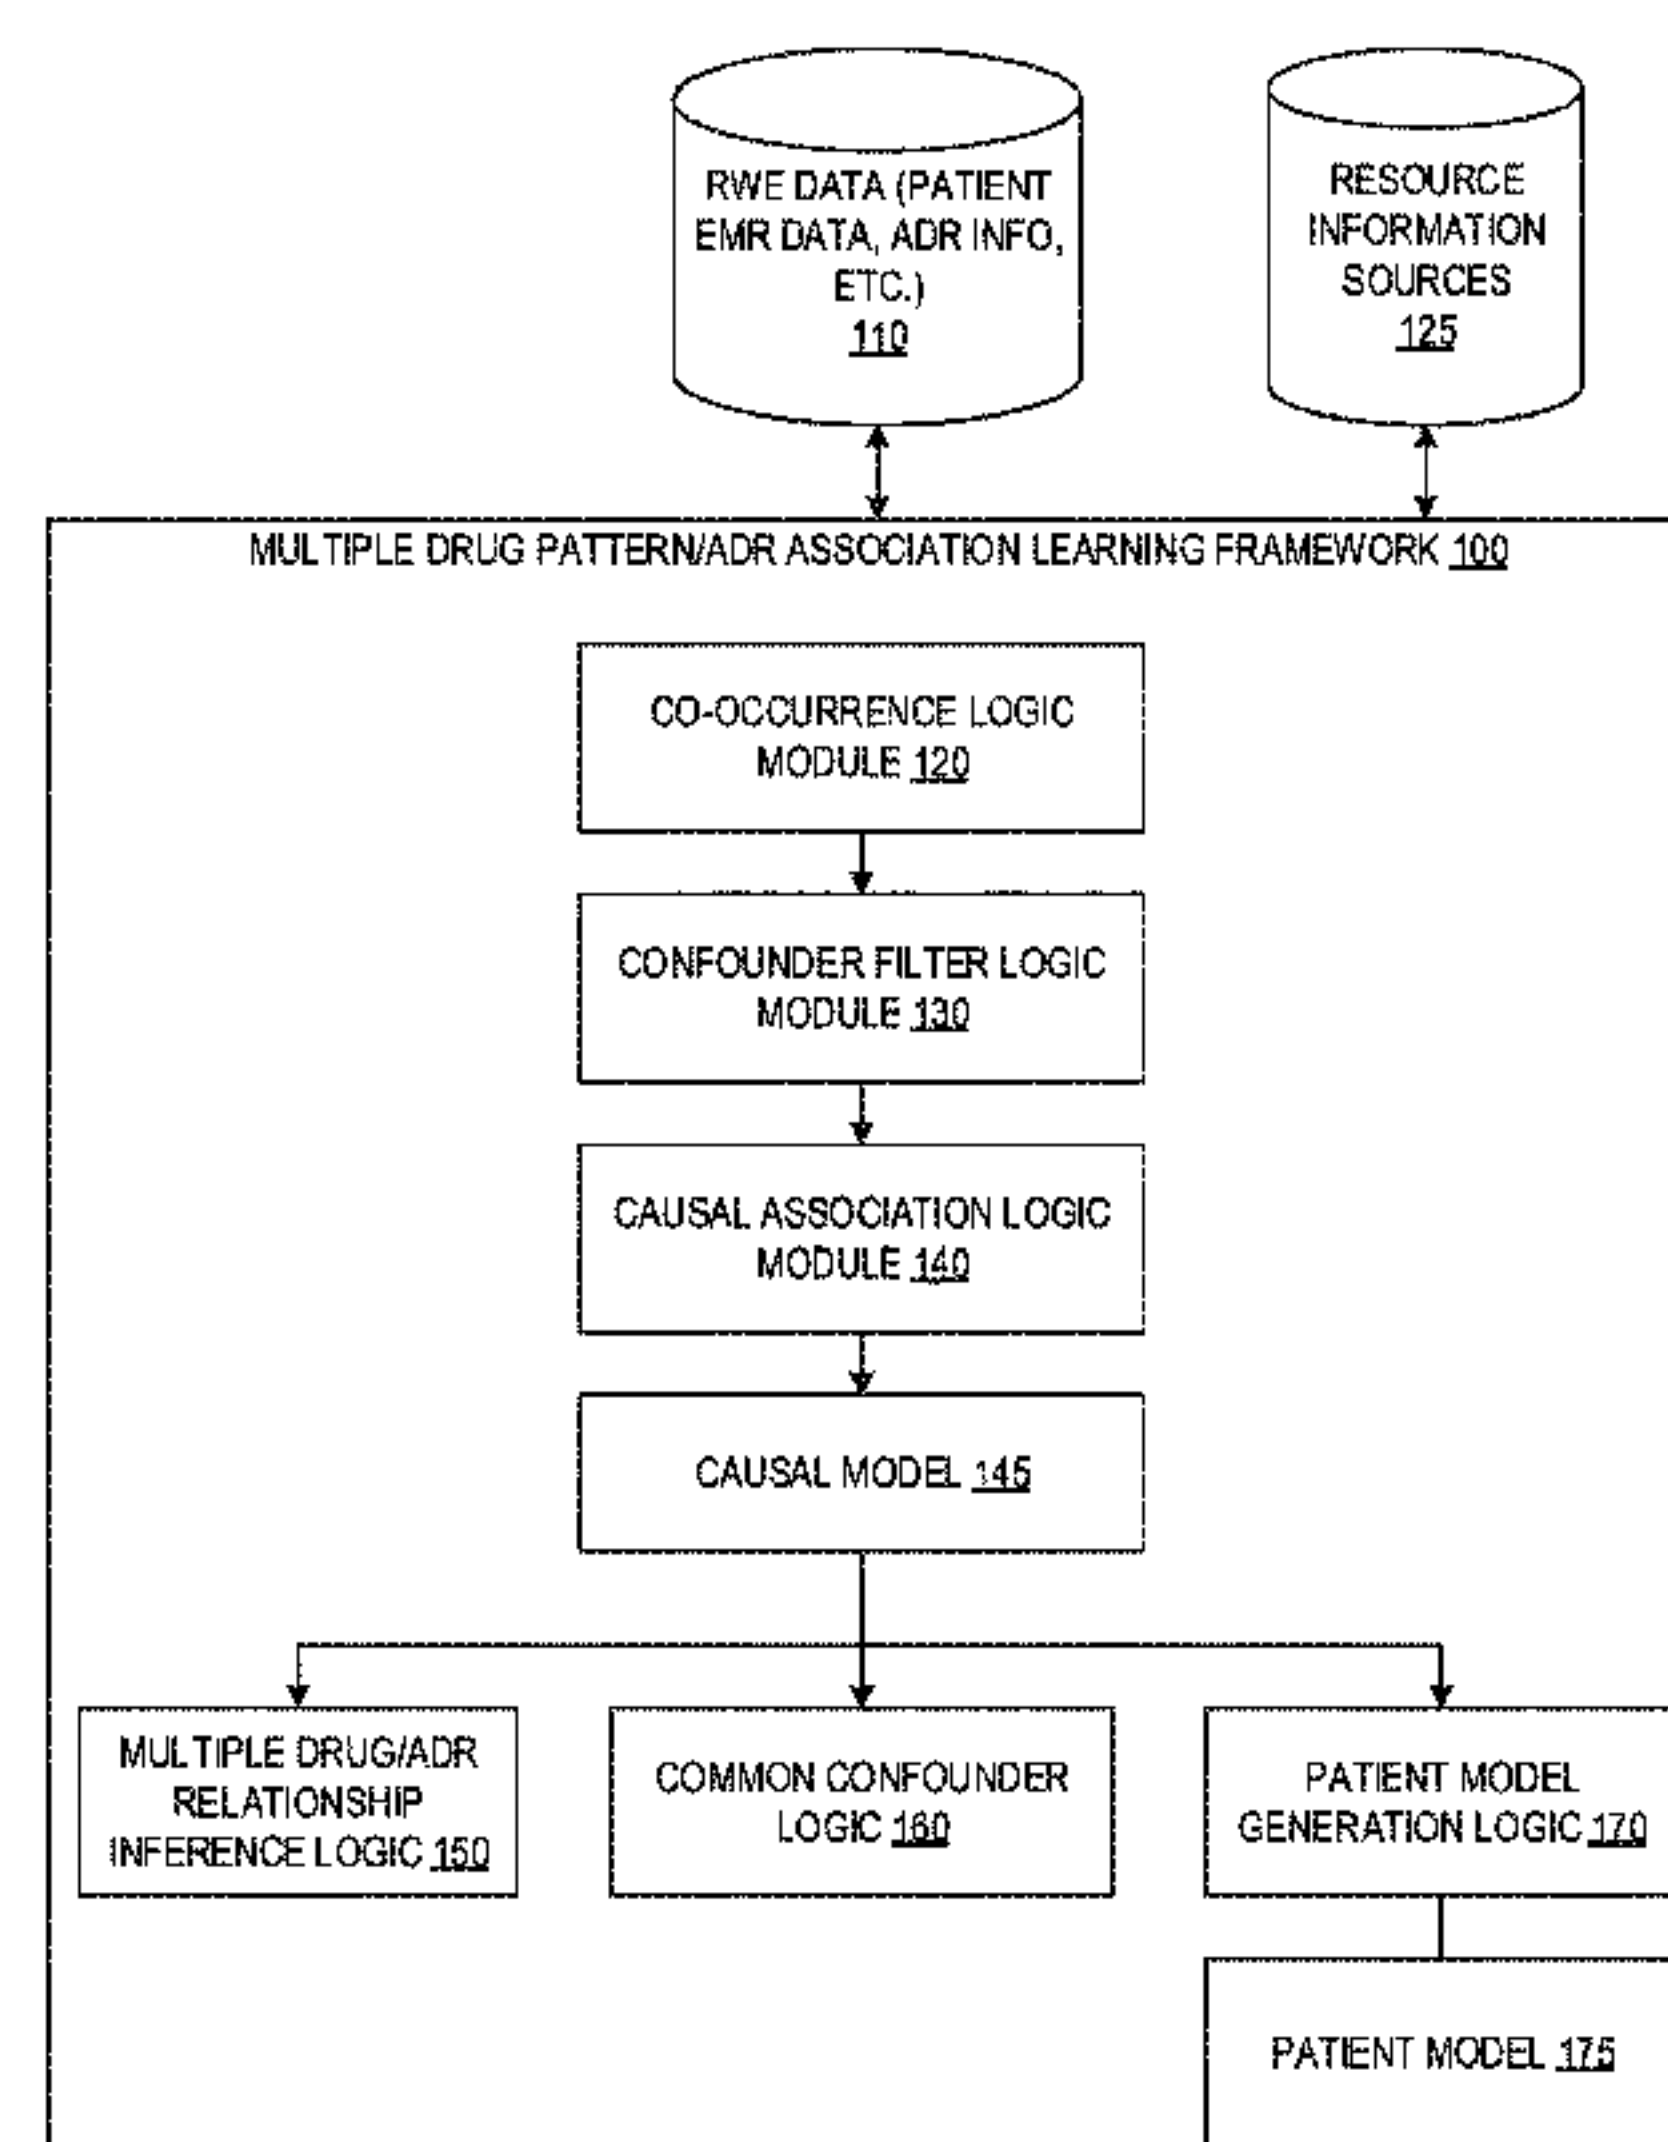 RWE DATA (PATIENT
EMR DATA, ADR INFO,
ETC.)
110
RESOURCE
INFORMATION
SOURCES
125
MULTIPLE DRUG PATTERN/ADR ASSOCIATION LEARNING FRAMEWORK 100
CO-OCCURRENCE LOGIC
MODULE 120
CONFOUNDER FILTER LOGIC
MODULE 130
CAUSAL ASSOCIATION LOGIC
MODULE 140
CAUSAL MODEL 145
MULTIPLE DRUG/ADR
RELATIONSHIP
INFERENCE LOGIC 150
COMMON CONFOUNDER
LOGIC 160
PATIENT MODEL
GENERATION LOGIC 170
PATIENT MODEL 175